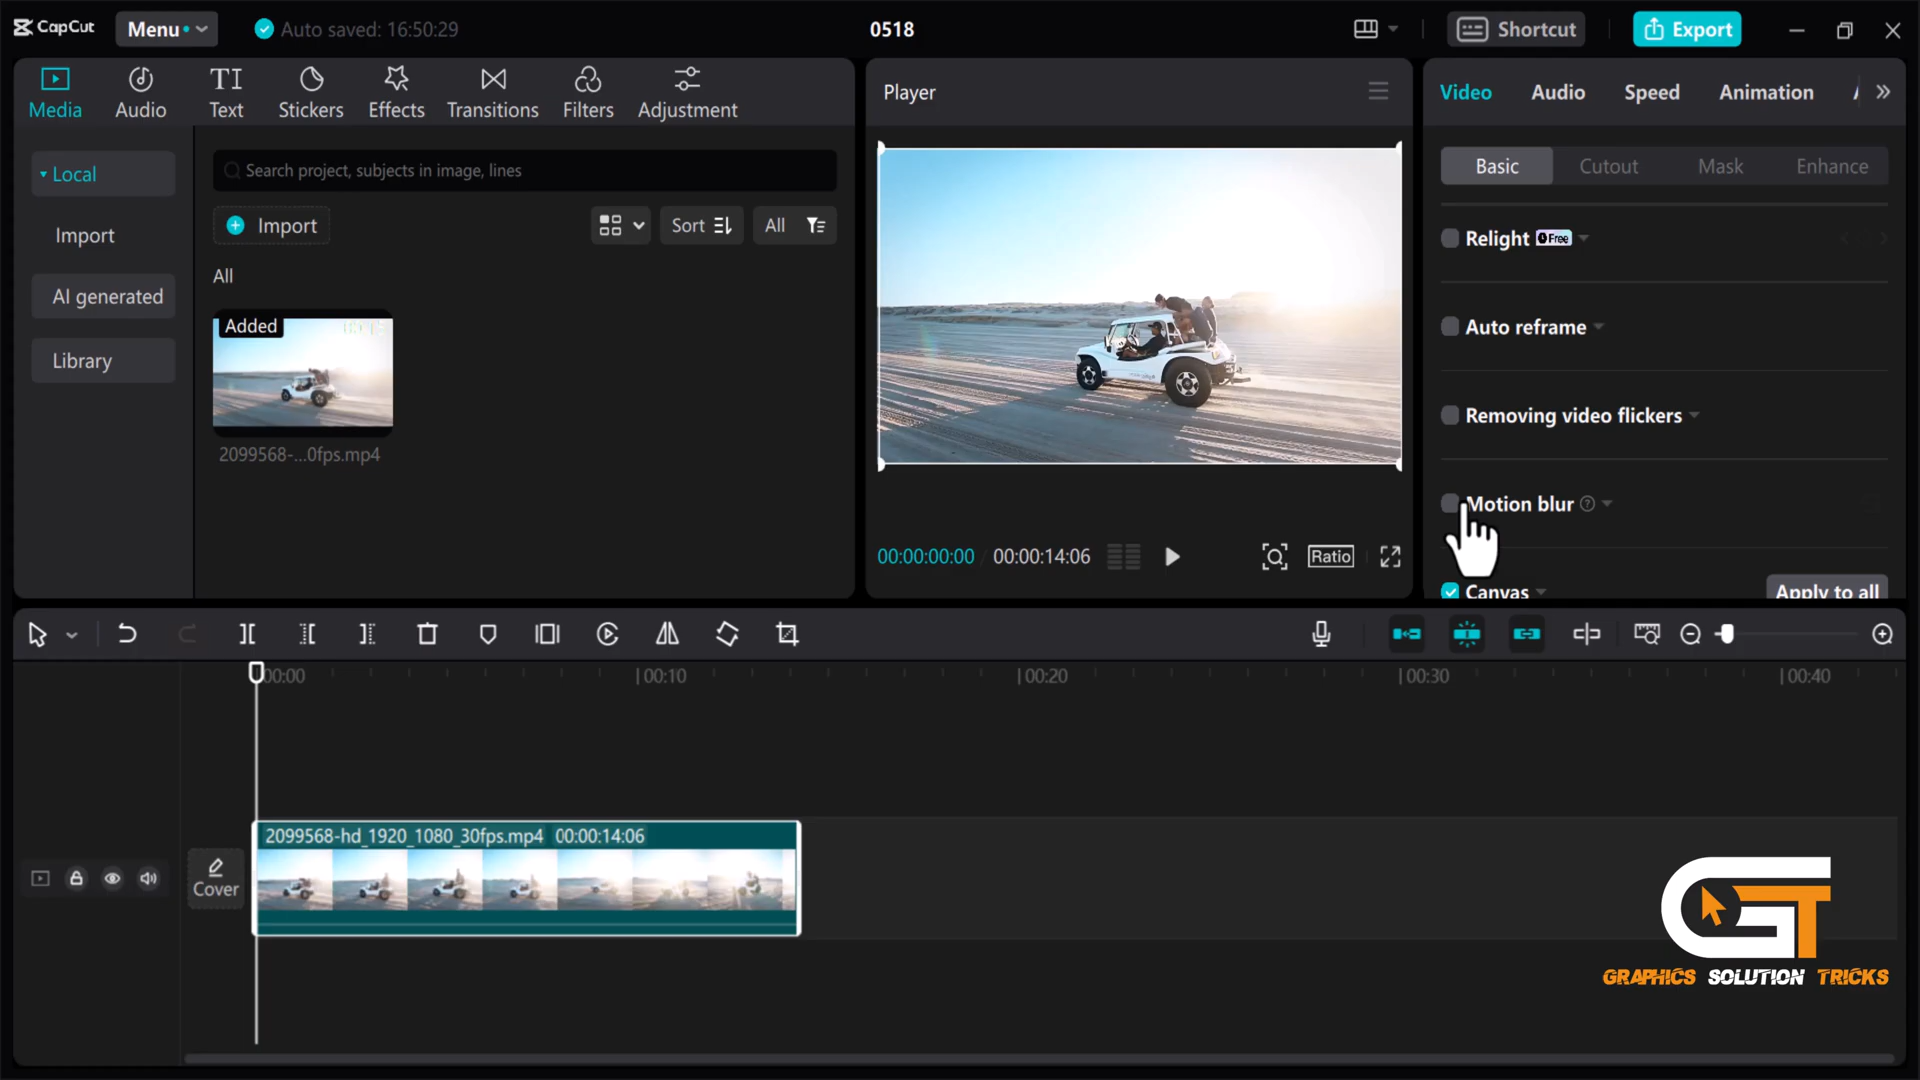 CapCut
Menu
Auto saved: 16:50:29
0518
Shortcut
Export
Media
Audio
Text
Stickers
Effects
Transitions
Filters
Adjustment
Local
Import
AI generated
Library
Search project, subjects in image, lines
Import
Sort
All
All
Added
2099568-...0fps.mp4
Player
00:00:00:00
00:00:14:06
Ratio
Video
Audio
Speed
Animation
Basic
Cutout
Mask
Enhance
Relight
Free
Auto reframe
Removing video flickers
Motion blur
Canvas
Apply to all
00:00
00:10
00:20
00:30
00:40
Cover
2099568-hd_1920_1080_30fps.mp4 00:00:14:06
GT
GRAPHICS SOLUTION TRICKS